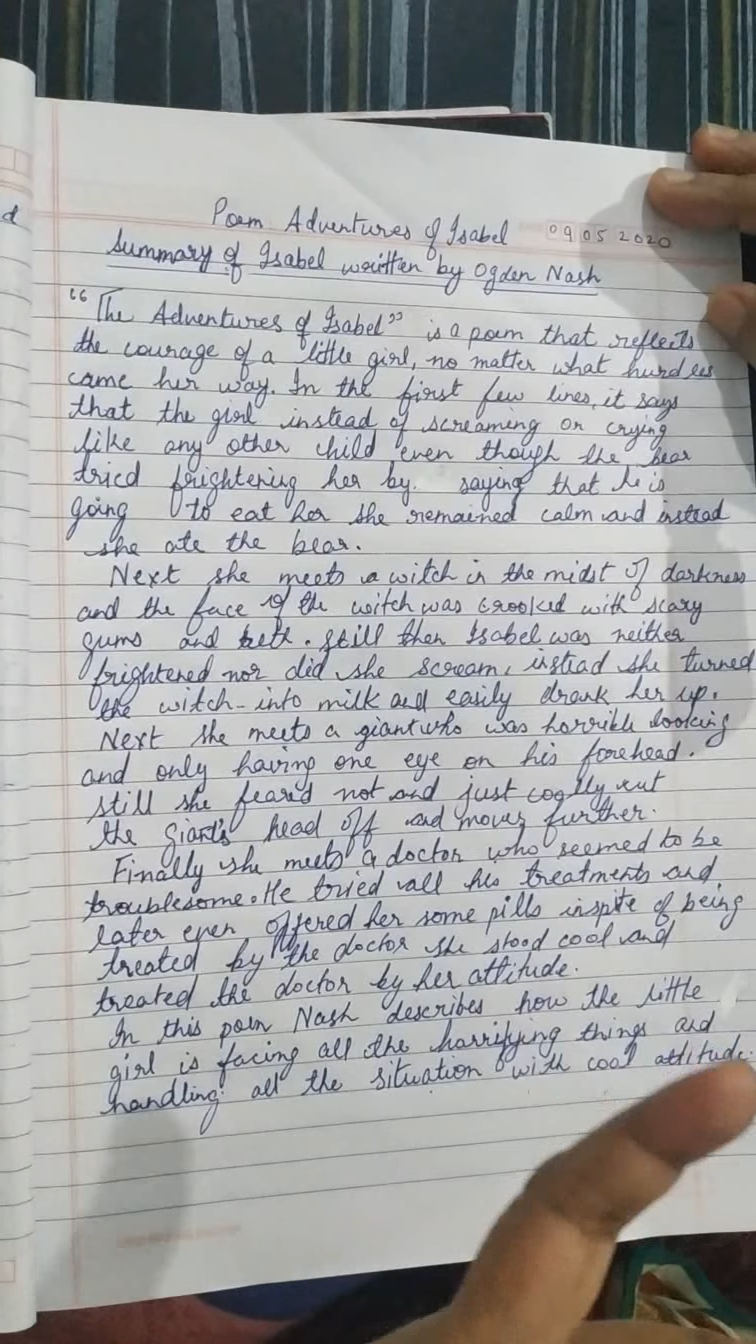 d
Poem Adventures of Isabel 09 05 2020
Summary of Isabel written by Ogden Nash
"The Adventures of Isabel" is a poem that reflects
the courage of a little girl, no matter what hurdles
came her way. In the first few lines, it says
that the girl instead of screaming or crying
like any other child even though the bear
tried frightening her by. saying that he is
going to eat her she remained calm and instead
she ate the bear.
Next she meets a witch in the midst of darkness
and the face of the witch was crooked with scary
gums and teeth. Still then Isabel was neither
frightened nor did she scream, instead she turned
the witch into milk and easily drank her up.
Next she meets a giant who was horrible looking
and only having one eye on his forehead.
still she feared not and just coolly cut
the giant's head off and moves further.
Finally she meets a doctor who seemed to be
troublesome. He tried all his treatments and
later even offered her some pills inspite of being
treated by the doctor she stood cool and
treated the doctor by her attitude.
In this poem Nash describes how the little
girl is facing all the horrifying things and
handling all the situation with cool attitude.